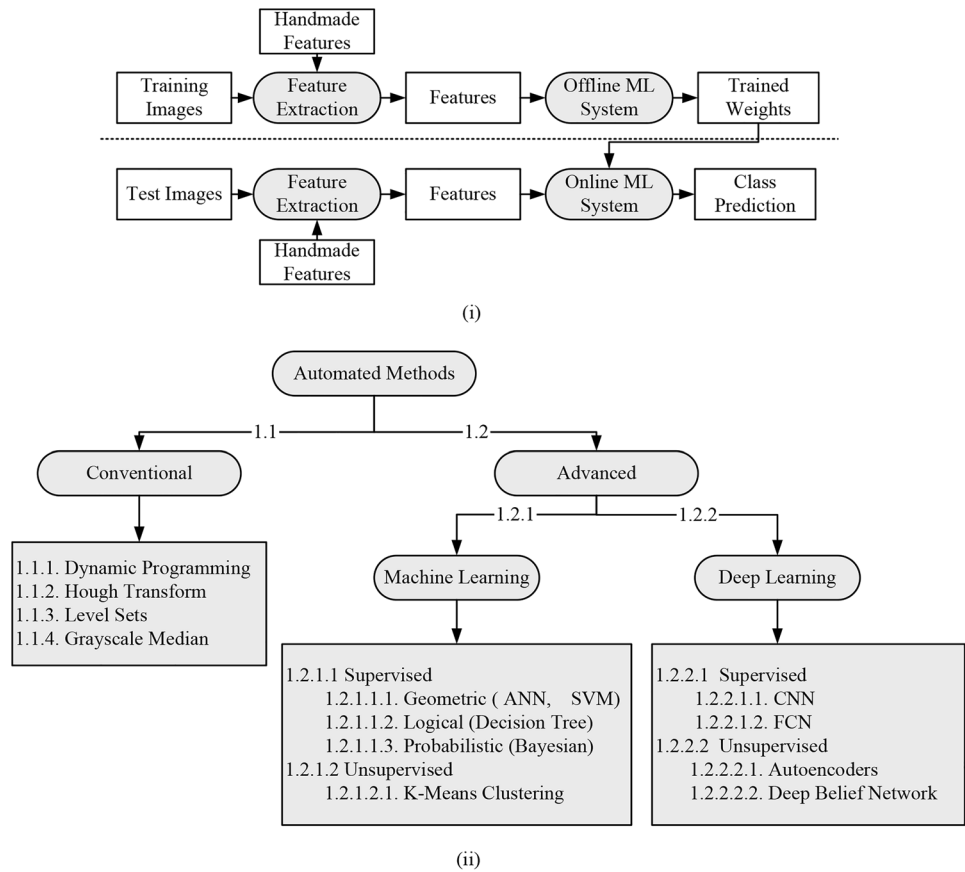 Handmade
Features
Training
Images
Feature
Extraction
Features
Offline ML
System
Trained
Weights
Test Images
Feature
Extraction
Features
Online ML
System
Class
Prediction
Handmade
Features
(i)
Automated Methods
1.1
1.2
Conventional
Advanced
1.2.1
1.2.2
1.1.1. Dynamic Programming
1.1.2. Hough Transform
1.1.3. Level Sets
1.1.4. Grayscale Median
Machine Learning
Deep Learning
1.2.1.1 Supervised
1.2.1.1.1. Geometric ( ANN, SVM)
1.2.1.1.2. Logical (Decision Tree)
1.2.1.1.3. Probabilistic (Bayesian)
1.2.1.2 Unsupervised
1.2.1.2.1. K-Means Clustering
1.2.2.1 Supervised
1.2.2.1.1. CNN
1.2.2.1.2. FCN
1.2.2.2 Unsupervised
1.2.2.2.1. Autoencoders
1.2.2.2.2. Deep Belief Network
(ii)